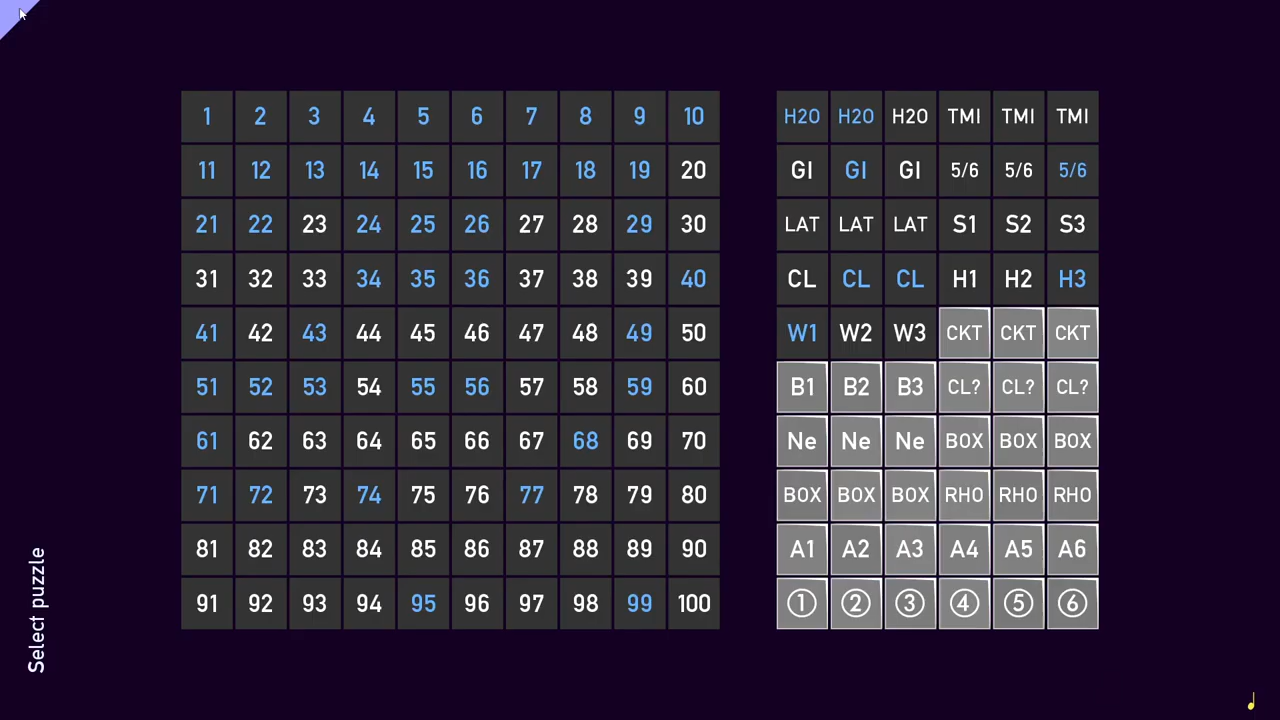 1 2 3 4 5 6 7 8 9 10 H2O H2O H2O TMI TMI TMI
11 12 13 14 15 16 17 18 19 20 GI GI GI 5/6 5/6 5/6
21 22 23 24 25 26 27 28 29 30 LAT LAT LAT S1 S2 S3
31 32 33 34 35 36 37 38 39 40 CL CL CL H1 H2 H3
41 42 43 44 45 46 47 48 49 50 W1 W2 W3 CKT CKT CKT
51 52 53 54 55 56 57 58 59 60 B1 B2 B3 CL? CL? CL?
61 62 63 64 65 66 67 68 69 70 Ne Ne Ne BOX BOX BOX
71 72 73 74 75 76 77 78 79 80 BOX BOX BOX RHO RHO RHO
81 82 83 84 85 86 87 88 89 90 A1 A2 A3 A4 A5 A6
91 92 93 94 95 96 97 98 99 100 ① ② ③ ④ ⑤ ⑥
Select puzzle